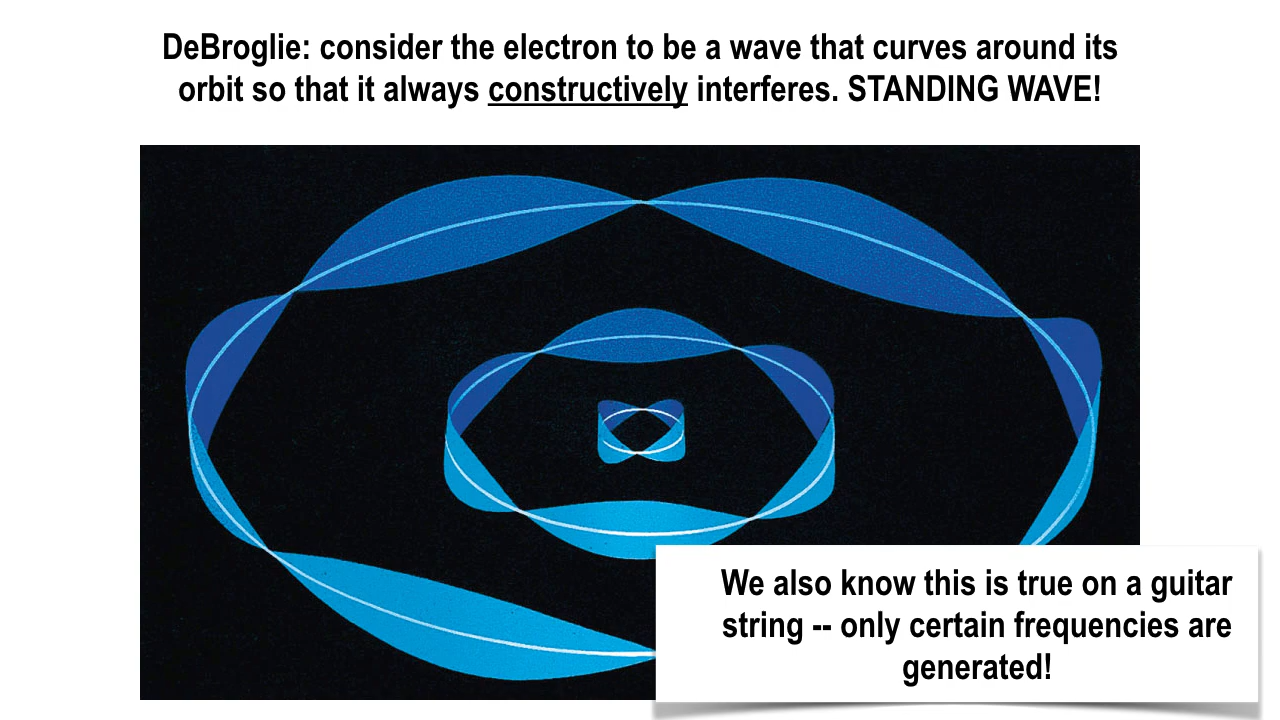 DeBroglie: consider the electron to be a wave that curves around its
orbit so that it always constructively interferes. STANDING WAVE!
We also know this is true on a guitar
string -- only certain frequencies are
generated!